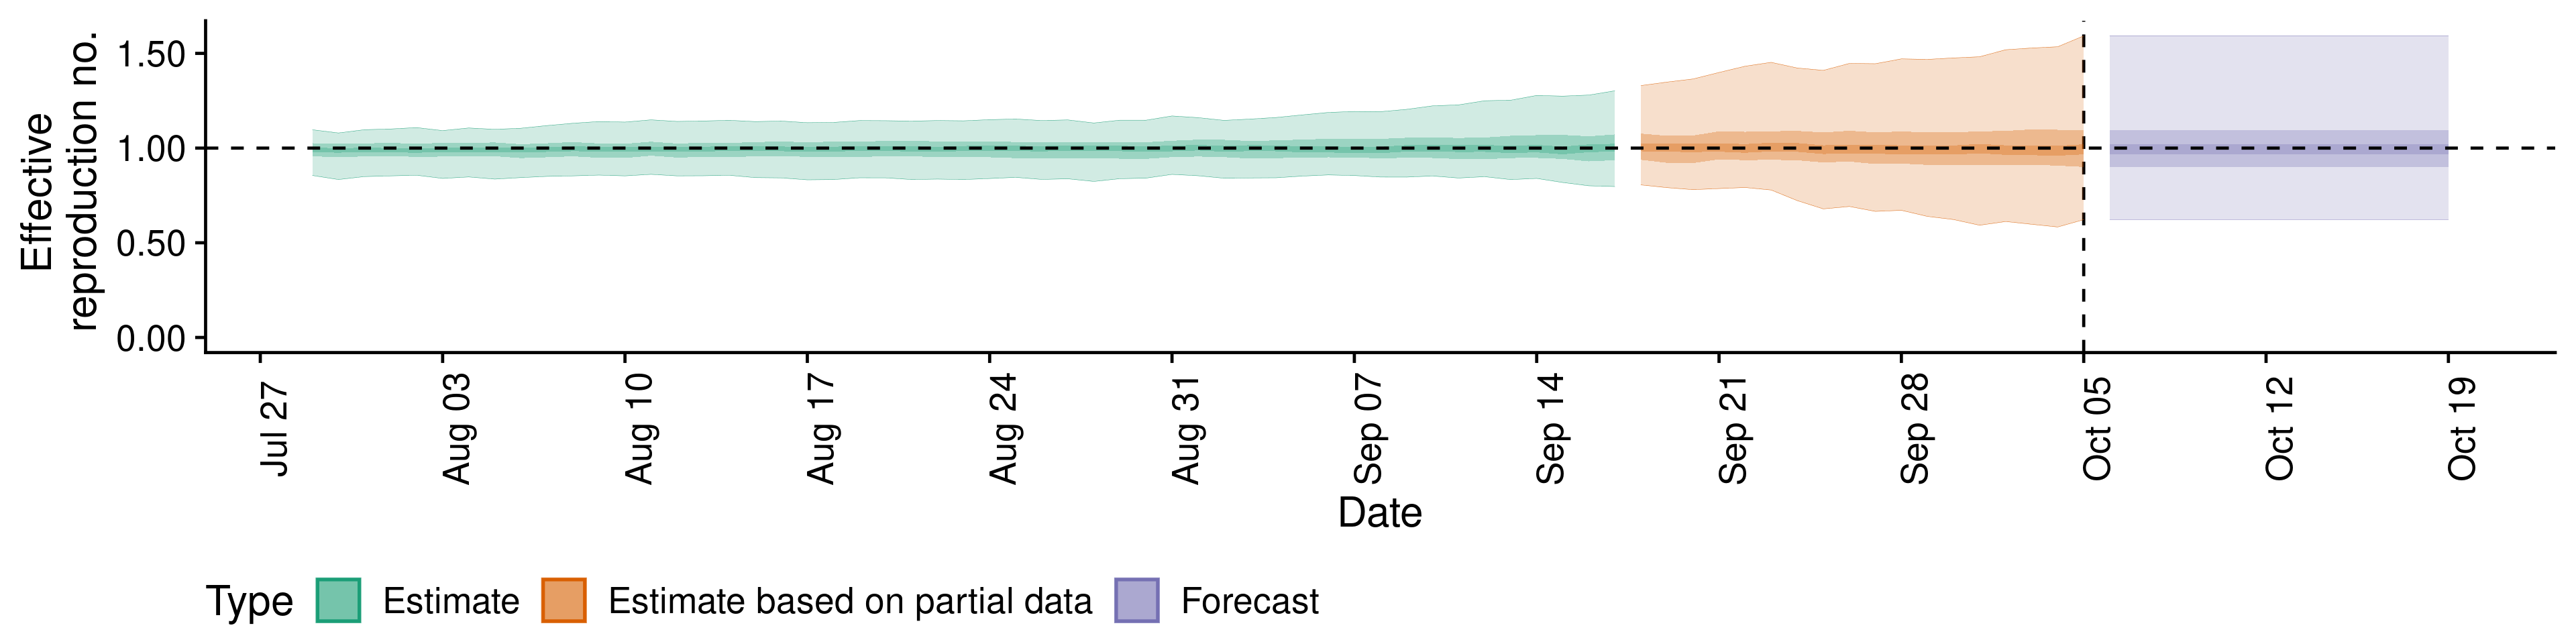 Effective
reproduction no.
1.50
1.00
0.50
0.00
Jul 27
Aug 03
Aug 10
Aug 17
Aug 24
Aug 31
Sep 07
Sep 14
Sep 21
Sep 28
Oct 05
Oct 12
Oct 19
Date
Type Estimate Estimate based on partial data Forecast